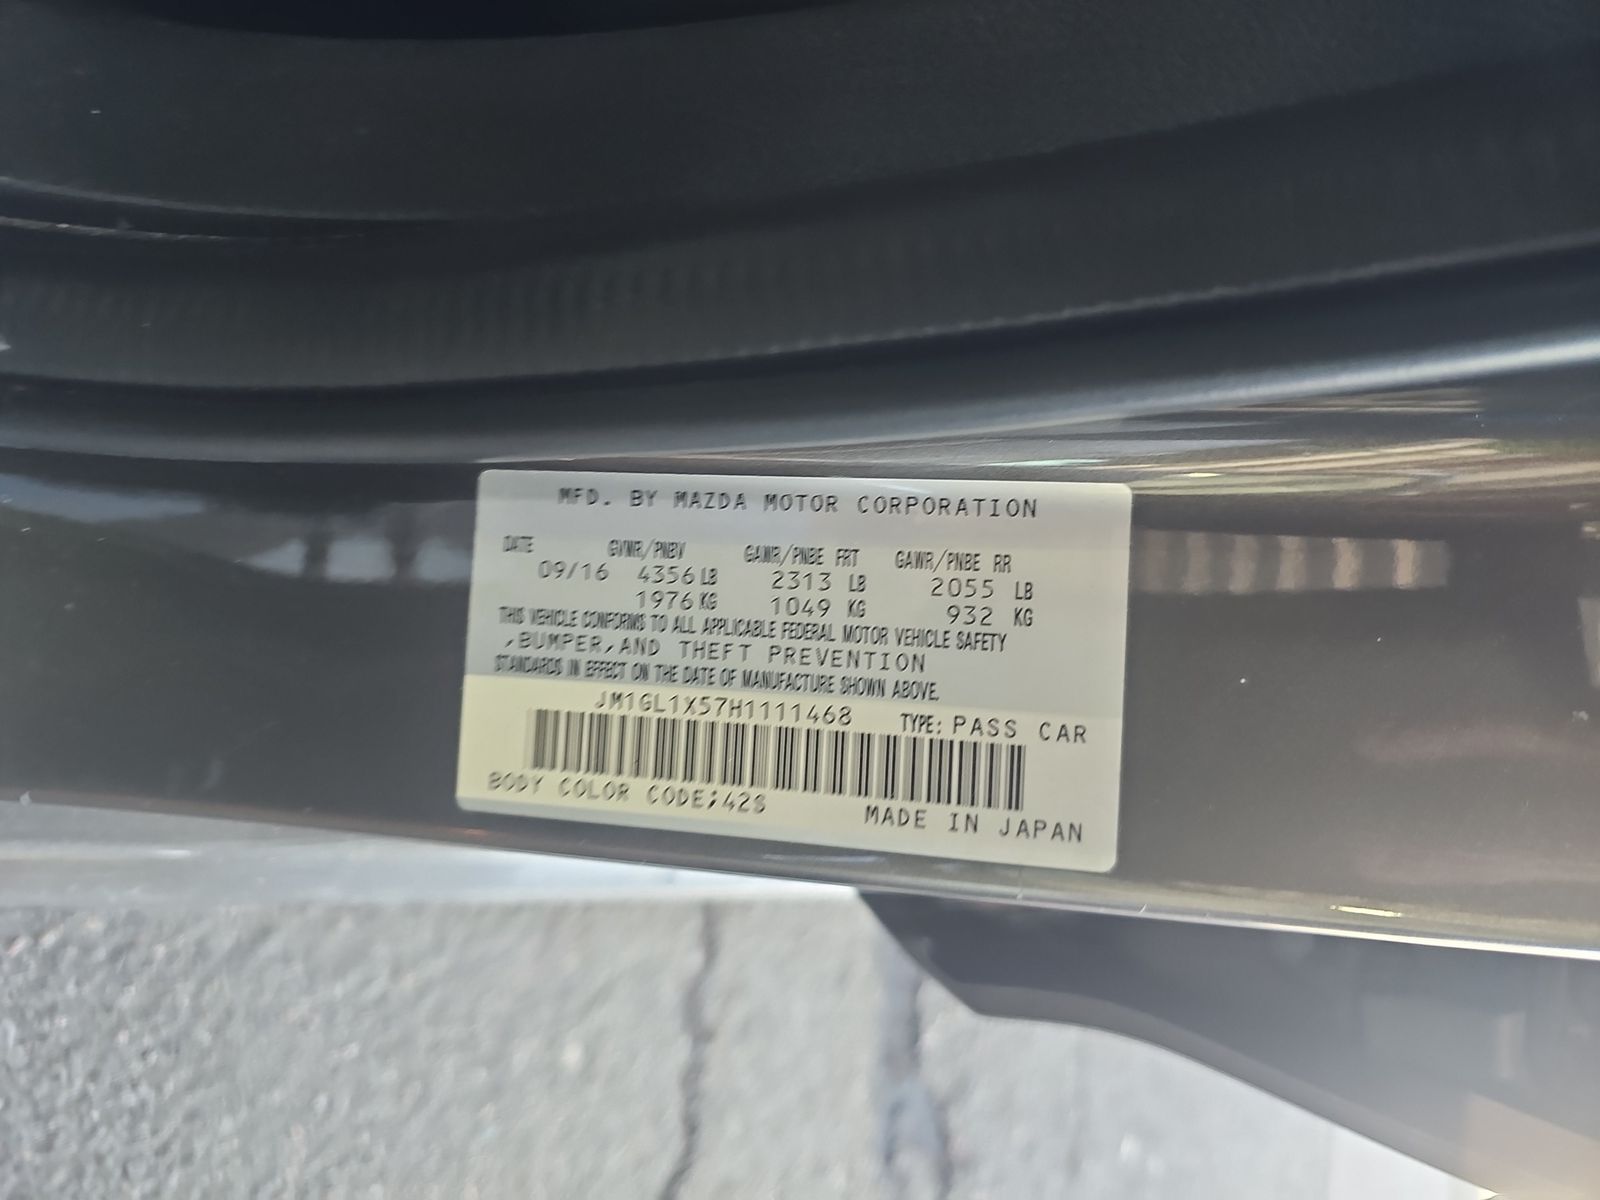 MFD. BY MAZDA MOTOR CORPORATION
DATE GVWR/PNBV GAWR/PNBE FRT GAWR/PNBE RR
09/16 4356 LB 2313 LB 2055 LB
1976 KG 1049 KG 932 KG
THIS VEHICLE CONFORMS TO ALL APPLICABLE FEDERAL MOTOR VEHICLE SAFETY
,BUMPER,AND THEFT PREVENTION
STANDARDS IN EFFECT ON THE DATE OF MANUFACTURE SHOWN ABOVE.
JM1GL1X57H1111468 TYPE: PASS CAR
BODY COLOR CODE;42S MADE IN JAPAN